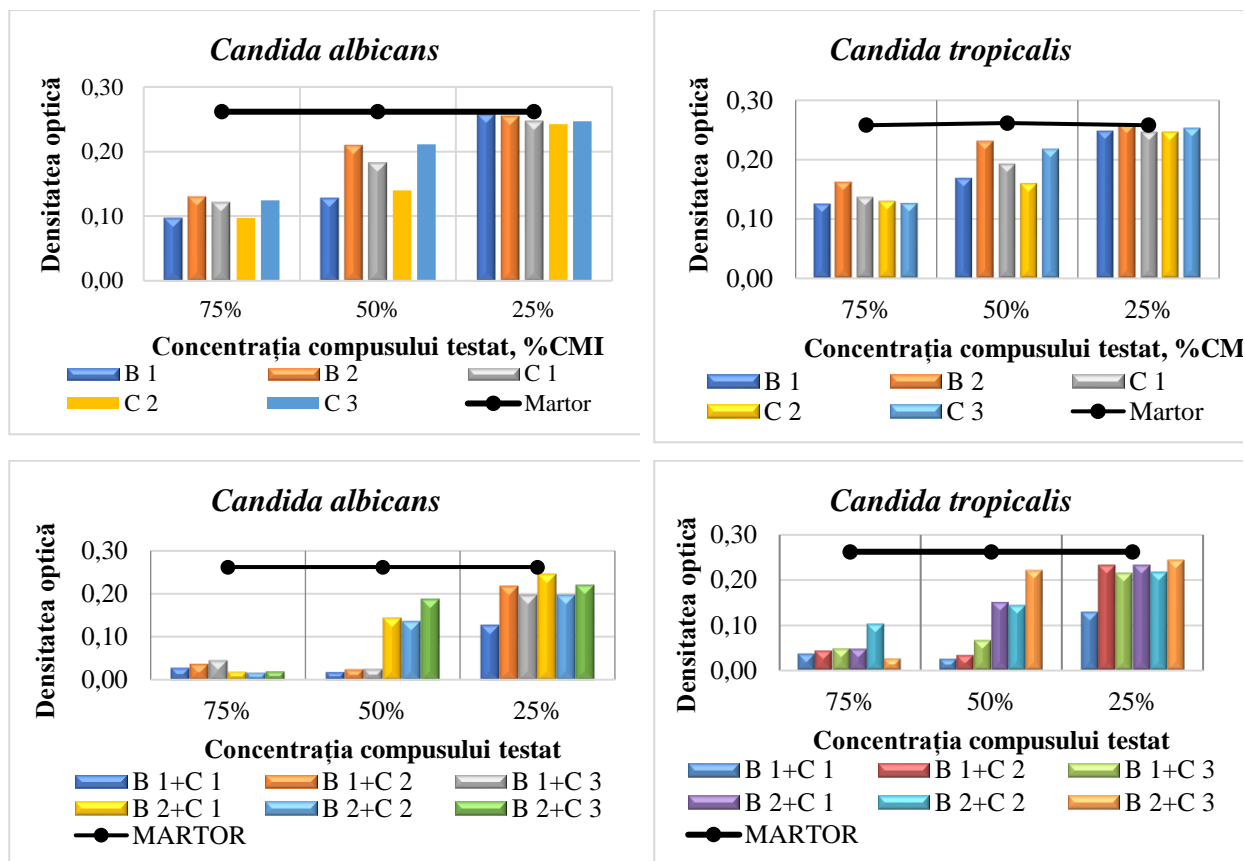 Candida albicans
Densitatea optică
0,30
0,20
0,10
0,00
75% 50% 25%
Concentrația compusului testat, %CMI
B 1 B 2 C 1
C 2 C 3 Martor
Candida tropicalis
Densitatea optică
0,30
0,20
0,10
0,00
75% 50% 25%
Concentrația compusului testat, %CM
B 1 B 2 C 1
C 2 C 3 Martor
Candida albicans
Densitatea optică
0,30
0,20
0,10
0,00
75% 50% 25%
Concentrația compusului testat
B 1+C 1 B 1+C 2 B 1+C 3
B 2+C 1 B 2+C 2 B 2+C 3
MARTOR
Candida tropicalis
Densitatea optică
0,30
0,20
0,10
0,00
75% 50% 25%
Concentrația compusului testat
B 1+C 1 B 1+C 2 B 1+C 3
B 2+C 1 B 2+C 2 B 2+C 3
MARTOR